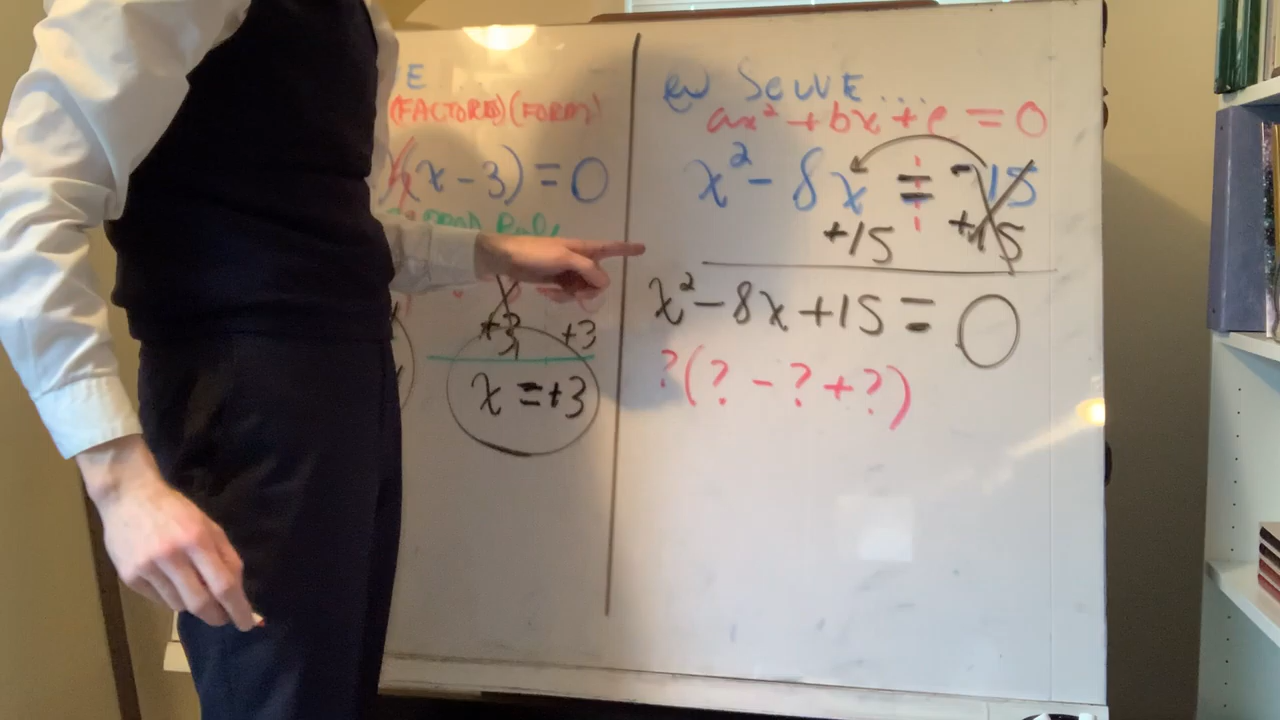 E
(FACTORED)(FORM)
(x - 3) = 0
+3 +3
x = +3
ex SOLVE...
ax² + bx + c = 0
x² - 8x = -15
+15 +15
x² - 8x + 15 = 0
?(? - ? + ?)